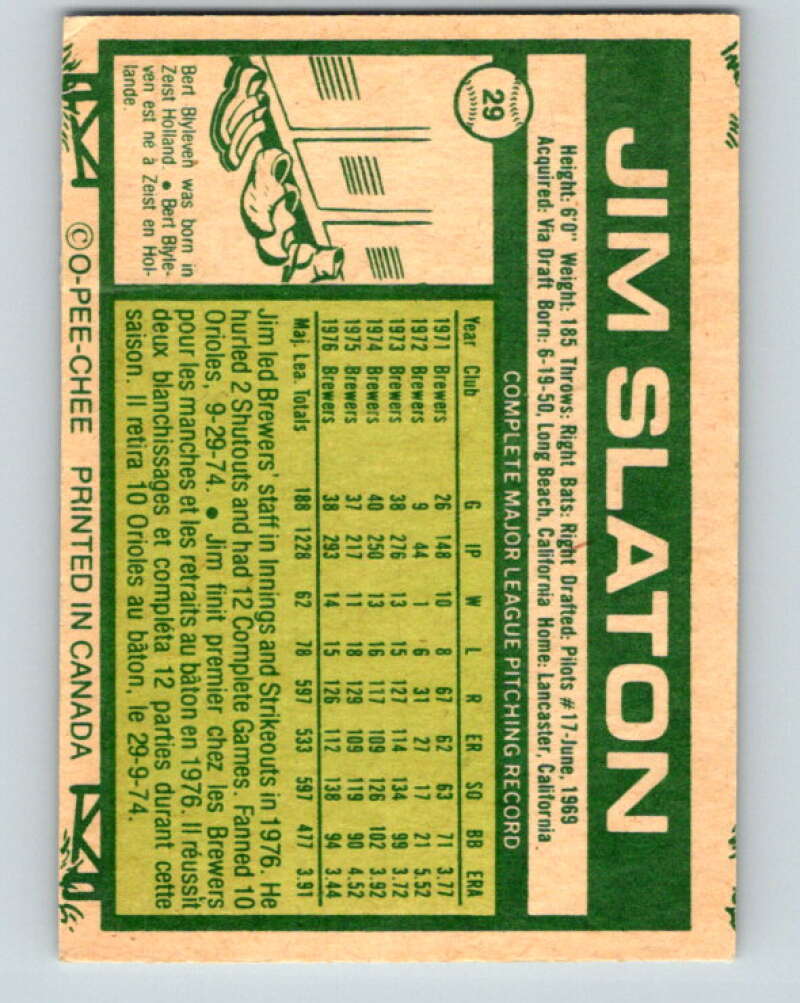 29
JIM SLATON
Height: 6'0" Weight: 185 Throws: Right Bats: Right Drafted: Pilots #17-June, 1969
Acquired: Via Draft Born: 6-19-50, Long Beach, California Home: Lancaster, California.
COMPLETE MAJOR LEAGUE PITCHING RECORD
Year Club G IP W L R ER SO BB ERA
1971 Brewers 26 148 10 8 67 62 63 71 3.77
1972 Brewers 9 44 1 6 31 27 17 21 5.52
1973 Brewers 38 276 13 15 127 114 134 99 3.72
1974 Brewers 40 250 13 16 117 109 126 102 3.92
1975 Brewers 37 217 11 18 129 109 119 90 4.52
1976 Brewers 38 293 14 15 126 112 138 94 3.44
Maj. Lea. Totals 188 1228 62 78 597 533 597 477 3.91
Jim led Brewers' staff in Innings and Strikeouts in 1976. He
hurled 2 Shutouts and had 12 Complete Games. Fanned 10
Orioles, 9-29-74. • Jim finit premier chez les Brewers
pour les manches et les retraits au bâton en 1976. Il réussit
deux blanchissages et compléta 12 parties durant cette
saison. Il retira 10 Orioles au bâton, le 29-9-74.
Bert Blyleven was born in
Zeist Holland. • Bert Blyle-
ven est né à Zeist en Hol-
lande.
©O-PEE-CHEE PRINTED IN CANADA